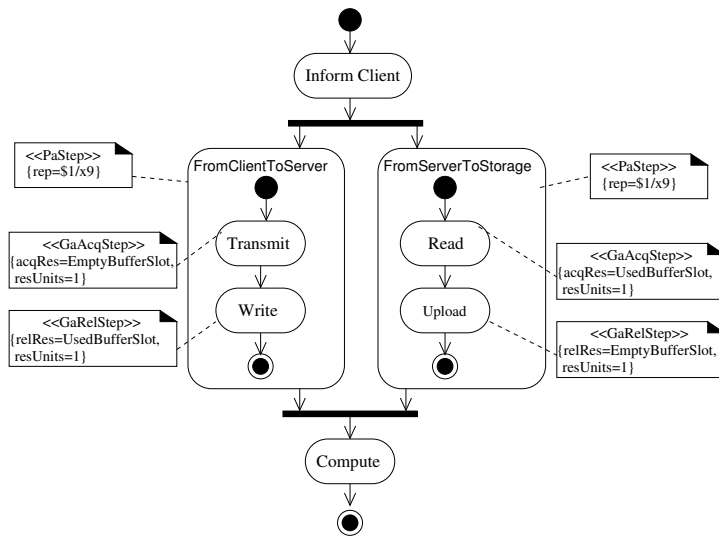 Inform Client
<<PaStep>>
{rep=$1/x9}
FromClientToServer
FromServerToStorage
<<PaStep>>
{rep=$1/x9}
<<GaAcqStep>>
{acqRes=EmptyBufferSlot,
resUnits=1}
Transmit
Read
<<GaAcqStep>>
{acqRes=UsedBufferSlot,
resUnits=1}
<<GaRelStep>>
{relRes=UsedBufferSlot,
resUnits=1}
Write
Upload
<<GaRelStep>>
{relRes=EmptyBufferSlot,
resUnits=1}
Compute